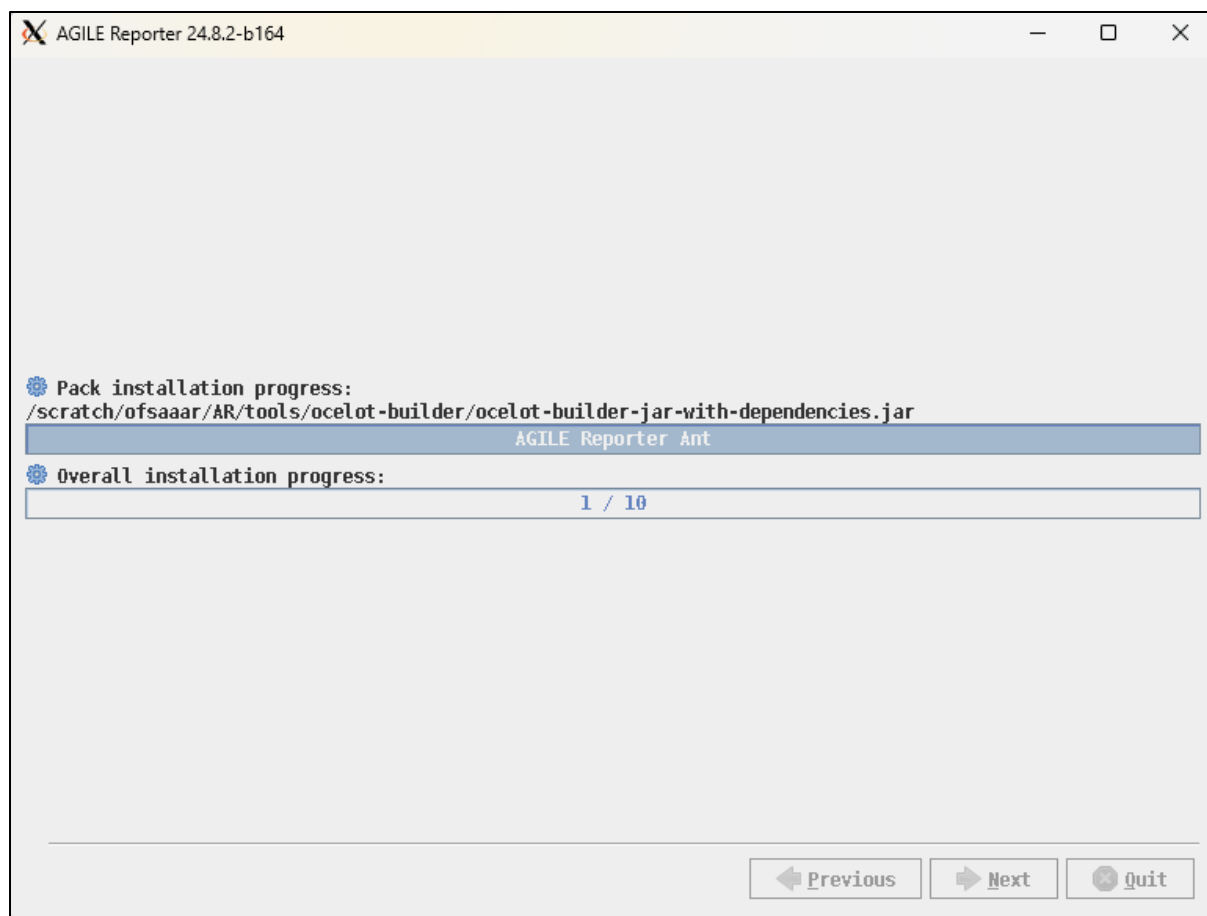 AGILE Reporter 24.8.2-b164
Pack installation progress:
/scratch/ofsaaar/AR/tools/ocelot-builder/ocelot-builder-jar-with-dependencies.jar
AGILE Reporter Ant
Overall installation progress:
1 / 10
Previous Next Quit